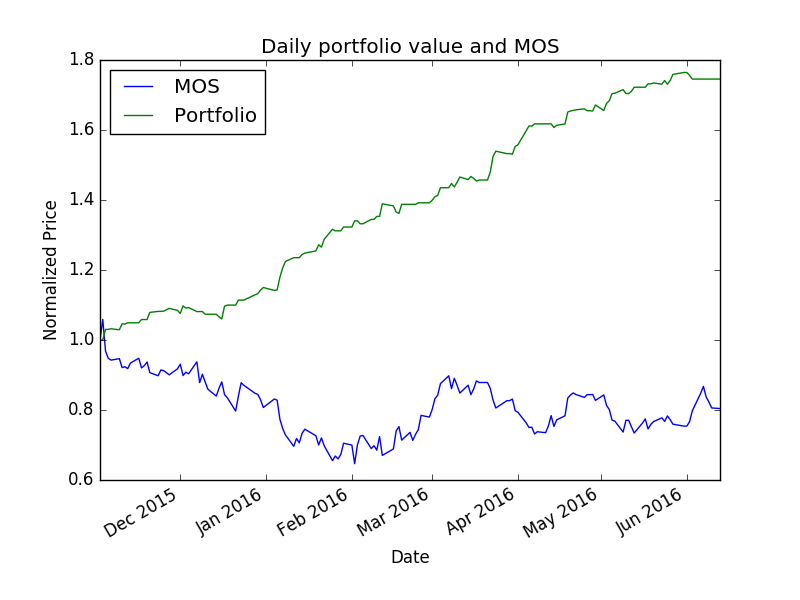 Daily portfolio value and MOS
MOS
Portfolio
1.8
1.6
1.4
1.2
1.0
0.8
0.6
Normalized Price
Dec 2015
Jan 2016
Feb 2016
Mar 2016
Apr 2016
May 2016
Jun 2016
Date